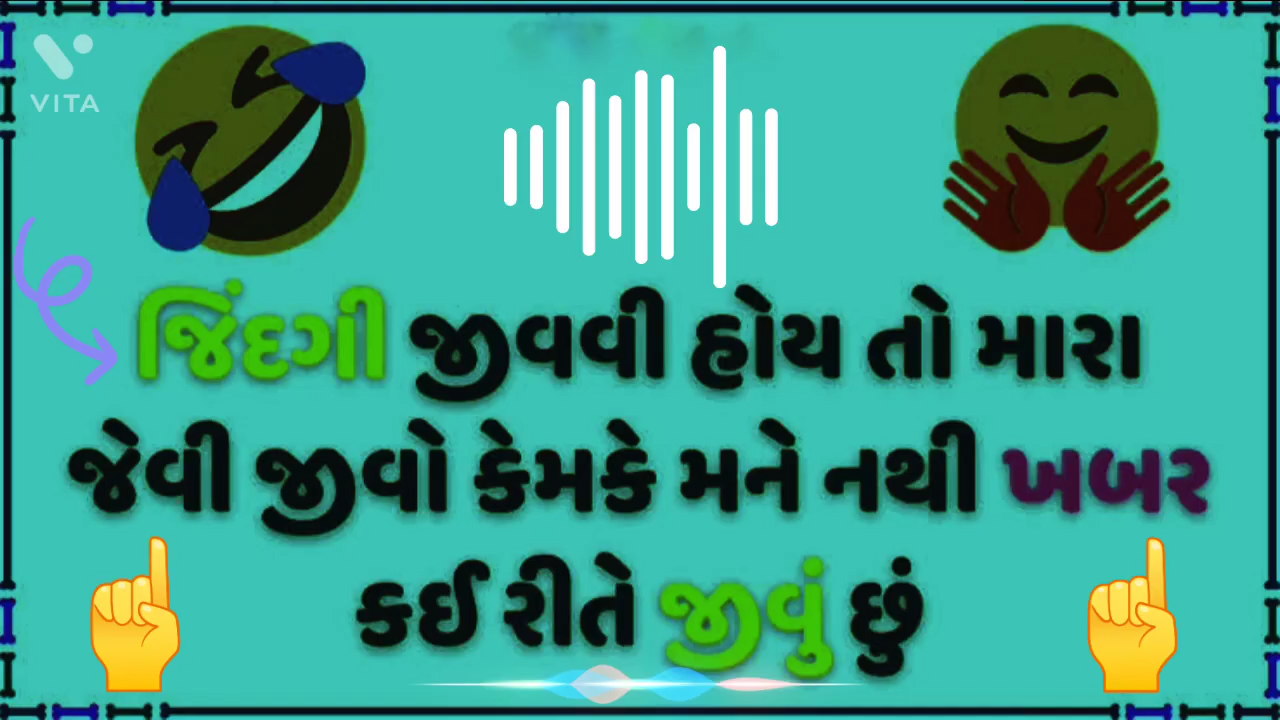 VITA
જિંદગી જીવવી હોય તો મારા
જેવી જીવો કેમકે મને નથી ખબર
કઈ રીતે જીવું છું